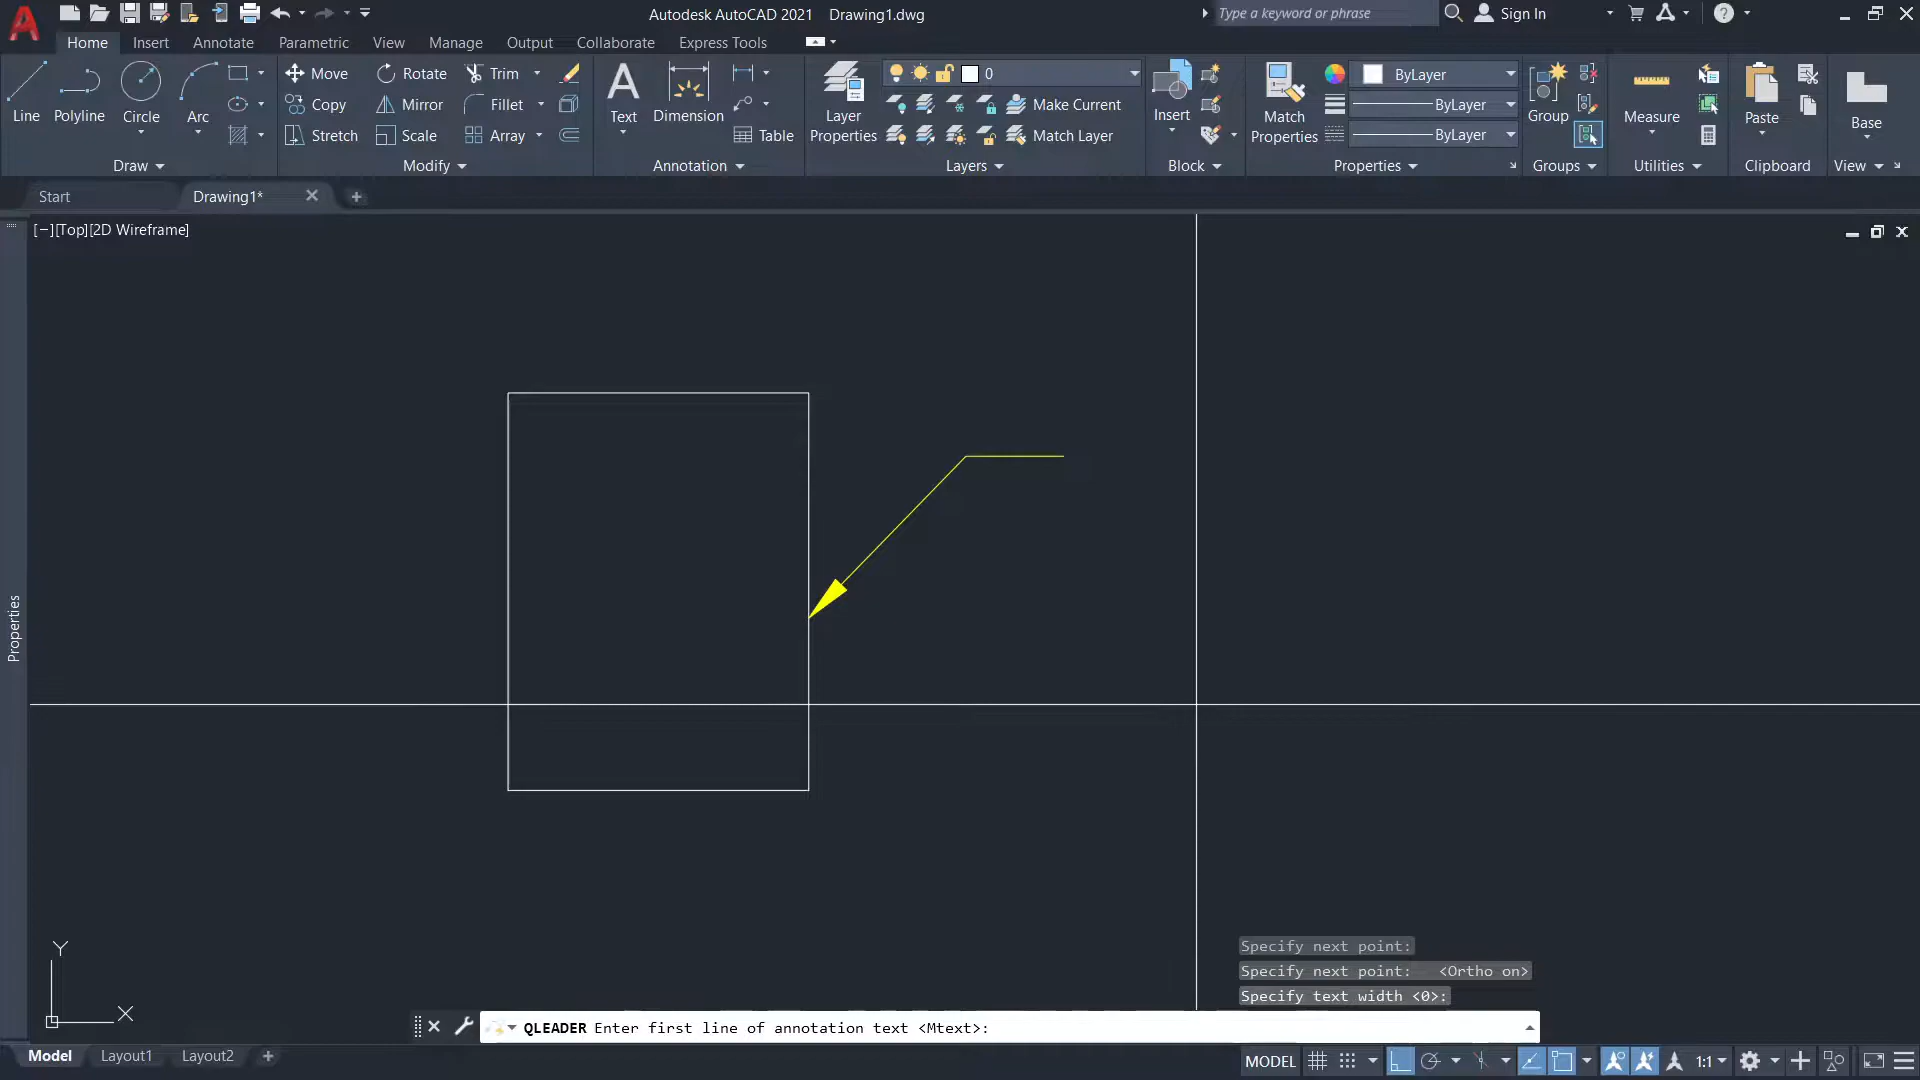 Autodesk AutoCAD 2021 Drawing1.dwg
Type a keyword or phrase
Sign In
Home Insert Annotate Parametric View Manage Output Collaborate Express Tools
Line
Polyline
Circle
Arc
Draw
Move
Rotate
Trim
Copy
Mirror
Fillet
Stretch
Scale
Array
Modify
A
Text
Dimension
Table
Annotation
Layer
Properties
0
Make Current
Match Layer
Layers
Insert
Block
Match
Properties
ByLayer
ByLayer
ByLayer
Properties
Group
Groups
Measure
Utilities
Paste
Clipboard
Base
View
Start
Drawing1*
[−][Top][2D Wireframe]
Properties
Y
X
Specify next point:
Specify next point: <Ortho on>
Specify text width <0>:
QLEADER Enter first line of annotation text <Mtext>:
Model Layout1 Layout2
MODEL
1:1